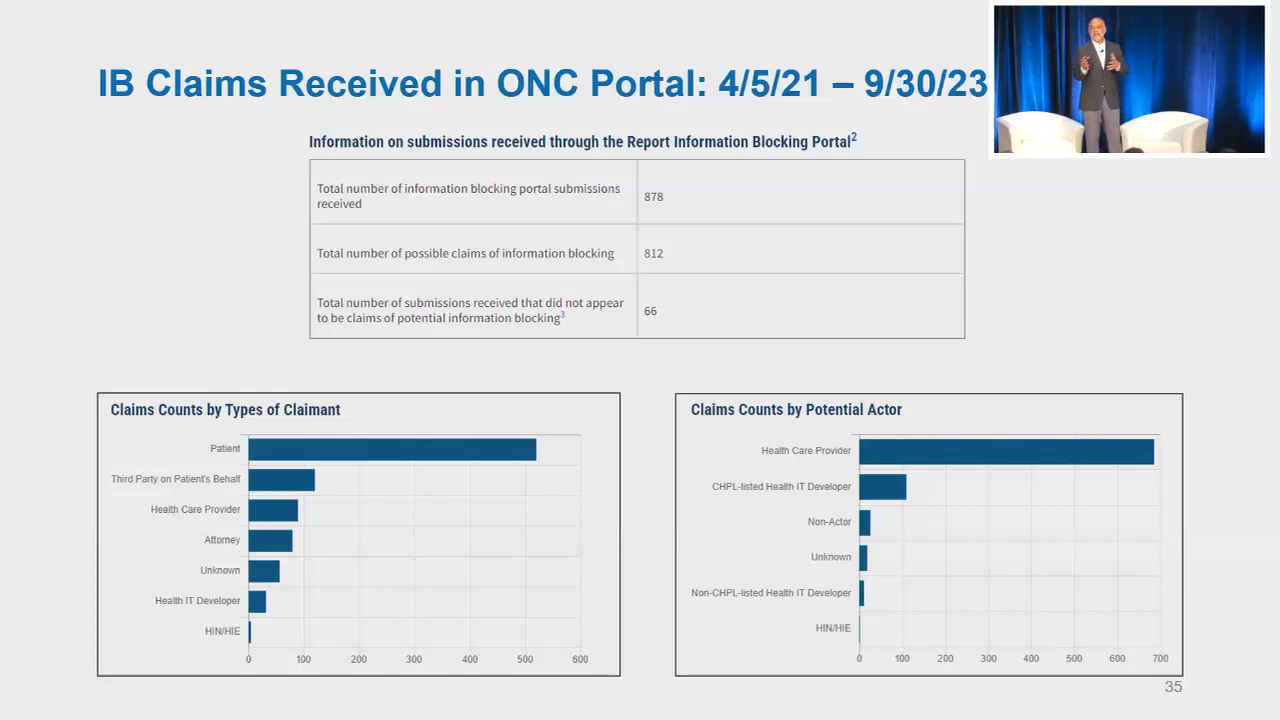 IB Claims Received in ONC Portal: 4/5/21 – 9/30/23
Information on submissions received through the Report Information Blocking Portal2
Total number of information blocking portal submissions
received
878
Total number of possible claims of information blocking
812
Total number of submissions received that did not appear
to be claims of potential information blocking3
66
Claims Counts by Types of Claimant
Patient
Third Party on Patient's Behalf
Health Care Provider
Attorney
Unknown
Health IT Developer
HIN/HIE
0 100 200 300 400 500 600
Claims Counts by Potential Actor
Health Care Provider
CHPL-listed Health IT Developer
Non-Actor
Unknown
Non-CHPL-listed Health IT Developer
HIN/HIE
0 100 200 300 400 500 600 700
35